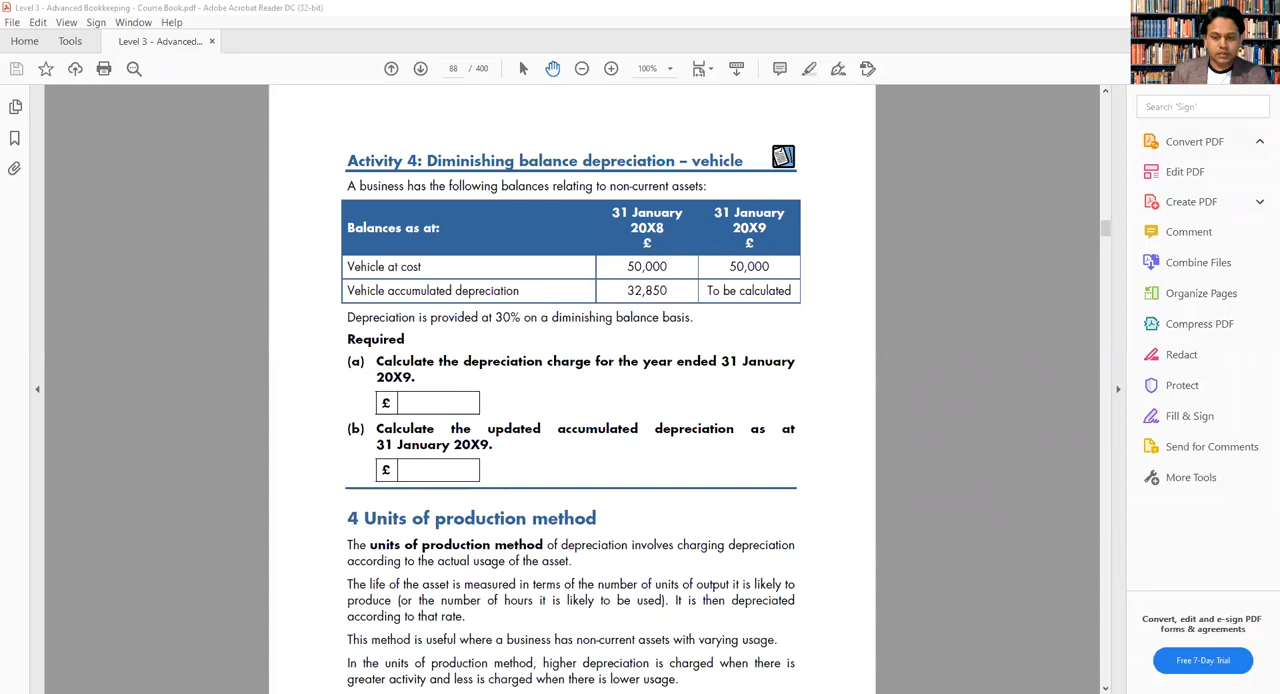 Level 3 - Advanced Bookkeeping - Course Book.pdf - Adobe Acrobat Reader DC (32-bit)
File Edit View Sign Window Help
Home Tools Level 3 - Advanced... ×
88 / 400 100%
Search 'Sign'
Convert PDF
Edit PDF
Create PDF
Comment
Combine Files
Organize Pages
Compress PDF
Redact
Protect
Fill & Sign
Send for Comments
More Tools
Convert, edit and e-sign PDF
forms & agreements
Free 7-Day Trial
Activity 4: Diminishing balance depreciation – vehicle
A business has the following balances relating to non-current assets:
Balances as at: 31 January 20X8 £ 31 January 20X9 £
Vehicle at cost 50,000 50,000
Vehicle accumulated depreciation 32,850 To be calculated
Depreciation is provided at 30% on a diminishing balance basis.
Required
(a) Calculate the depreciation charge for the year ended 31 January
20X9.
£
(b) Calculate the updated accumulated depreciation as at
31 January 20X9.
£
4 Units of production method
The units of production method of depreciation involves charging depreciation
according to the actual usage of the asset.
The life of the asset is measured in terms of the number of units of output it is likely to
produce (or the number of hours it is likely to be used). It is then depreciated
according to that rate.
This method is useful where a business has non-current assets with varying usage.
In the units of production method, higher depreciation is charged when there is
greater activity and less is charged when there is lower usage.